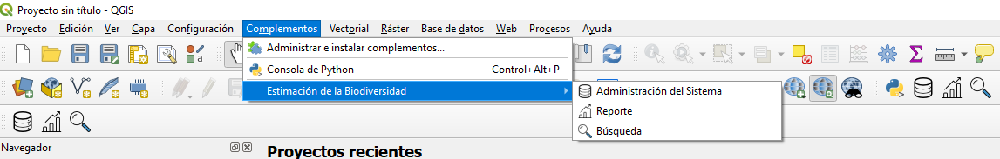 Proyecto sin título - QGIS
Proyecto Edición Ver Capa Configuración Complementos Vectorial Ráster Base de datos Web Procesos Ayuda
Administrar e instalar complementos...
Consola de Python Control+Alt+P
Estimación de la Biodiversidad
Administración del Sistema
Reporte
Búsqueda
Navegador
Proyectos recientes